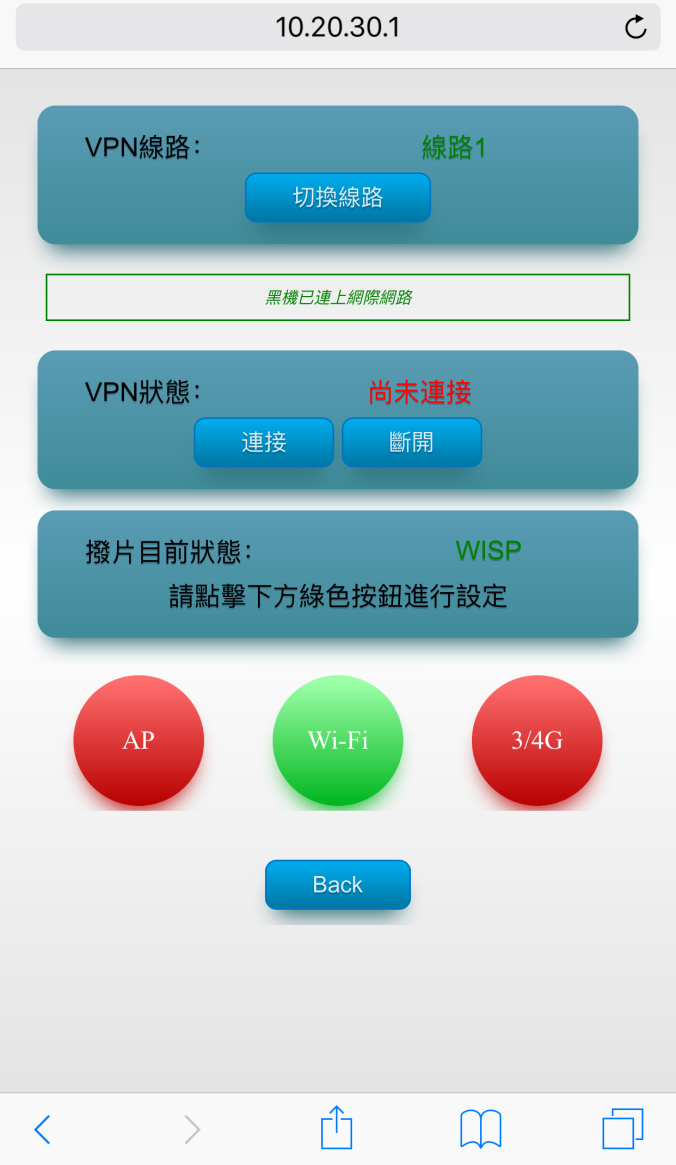 10.20.30.1
VPN線路： 線路1
切換線路
黑機已連上網際網路
VPN狀態： 尚未連接
連接 斷開
撥片目前狀態： WISP
請點擊下方綠色按鈕進行設定
AP Wi-Fi 3/4G
Back